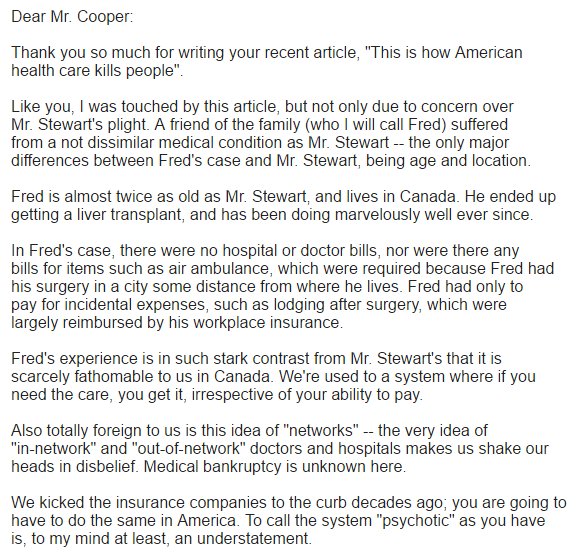 Dear Mr. Cooper:
Thank you so much for writing your recent article, "This is how American
health care kills people".
Like you, I was touched by this article, but not only due to concern over
Mr. Stewart's plight. A friend of the family (who I will call Fred) suffered
from a not dissimilar medical condition as Mr. Stewart -- the only major
differences between Fred's case and Mr. Stewart, being age and location.
Fred is almost twice as old as Mr. Stewart, and lives in Canada. He ended up
getting a liver transplant, and has been doing marvelously well ever since.
In Fred's case, there were no hospital or doctor bills, nor were there any
bills for items such as air ambulance, which were required because Fred had
his surgery in a city some distance from where he lives. Fred had only to
pay for incidental expenses, such as lodging after surgery, which were
largely reimbursed by his workplace insurance.
Fred's experience is in such stark contrast from Mr. Stewart's that it is
scarcely fathomable to us in Canada. We're used to a system where if you
need the care, you get it, irrespective of your ability to pay.
Also totally foreign to us is this idea of "networks" -- the very idea of
"in-network" and "out-of-network" doctors and hospitals makes us shake our
heads in disbelief. Medical bankruptcy is unknown here.
We kicked the insurance companies to the curb decades ago; you are going to
have to do the same in America. To call the system "psychotic" as you have
is, to my mind at least, an understatement.